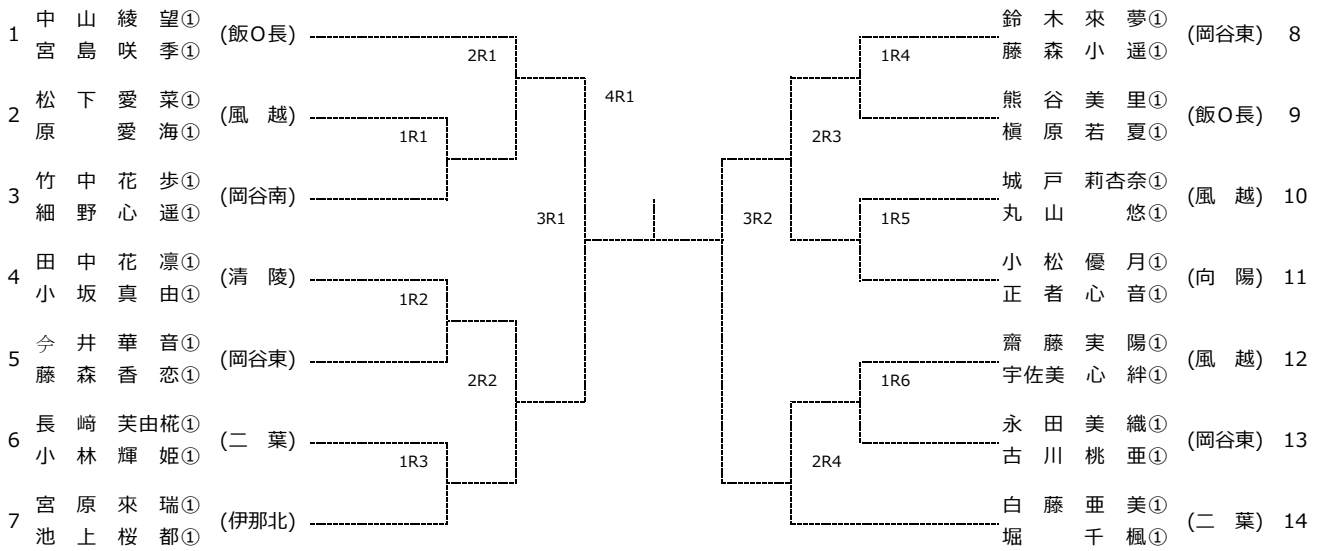 1 中山綾望① (飯O長)
宮島咲季①
2 松下愛菜① (風越)
原愛海①
3 竹中花歩① (岡谷南)
細野心遥①
4 田中花凛① (清陵)
小坂真由①
5 今井華音① (岡谷東)
藤森香恋①
6 長﨑芙由椛① (二葉)
小林輝姫①
7 宮原來瑞① (伊那北)
池上桜都①
2R1
1R1
4R1
3R1
1R2
2R2
1R3
1R4
2R3
3R2
1R5
1R6
2R4
鈴木來夢① (岡谷東) 8
藤森小遥①
熊谷美里① (飯O長) 9
槇原若夏①
城戸莉杏奈① (風越) 10
丸山悠①
小松優月① (向陽) 11
正者心音①
齋藤実陽① (風越) 12
宇佐美心絆①
永田美織① (岡谷東) 13
古川桃亜①
白藤亜美① (二葉) 14
堀千楓①